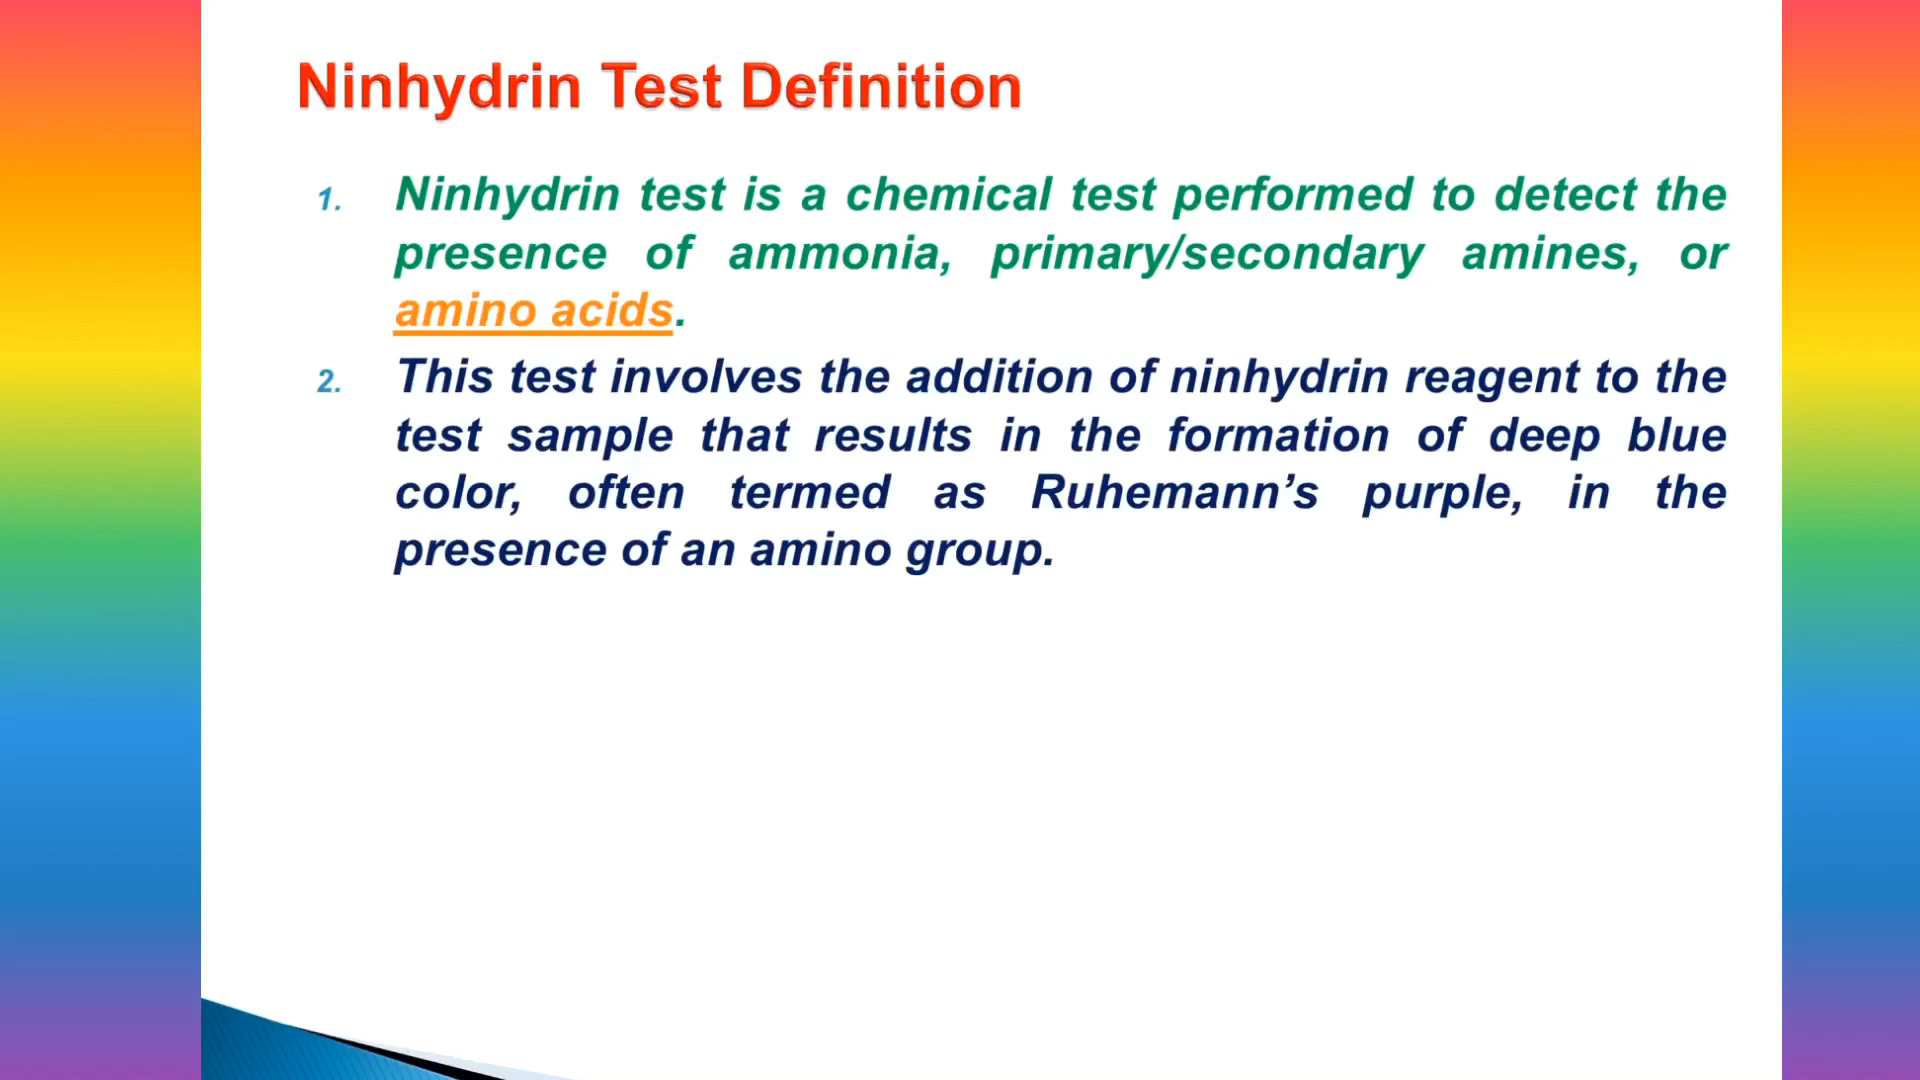 Ninhydrin Test Definition
1. Ninhydrin test is a chemical test performed to detect the
presence of ammonia, primary/secondary amines, or
amino acids.
2. This test involves the addition of ninhydrin reagent to the
test sample that results in the formation of deep blue
color, often termed as Ruhemann’s purple, in the
presence of an amino group.